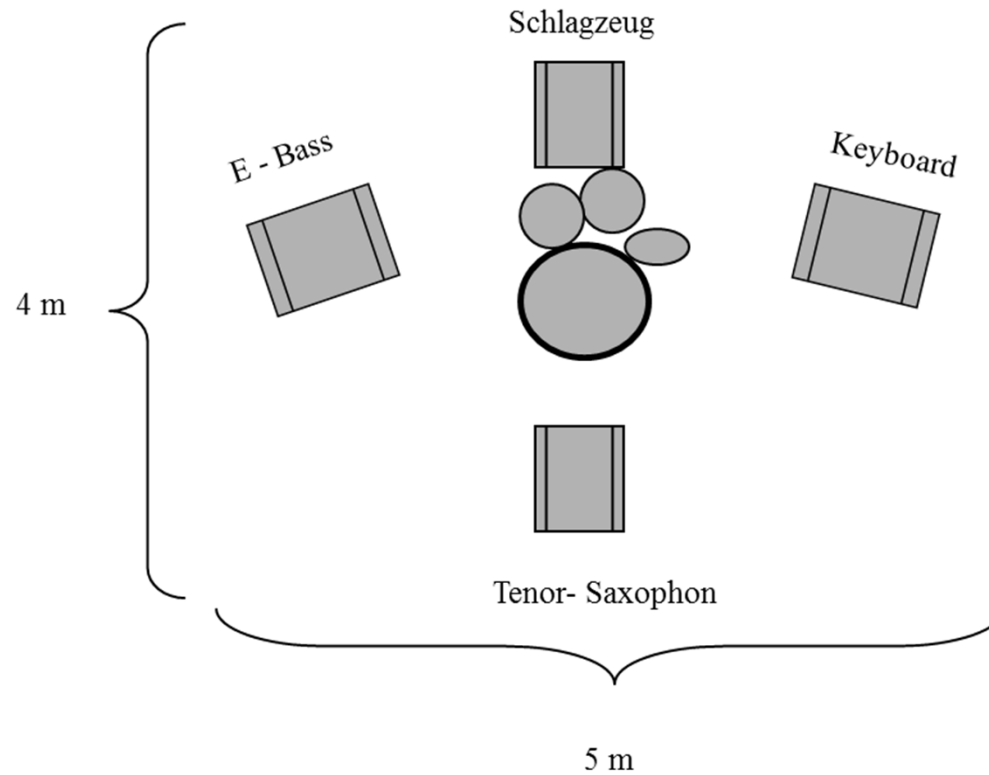 Schlagzeug
E - Bass
Keyboard
4 m
Tenor- Saxophon
5 m